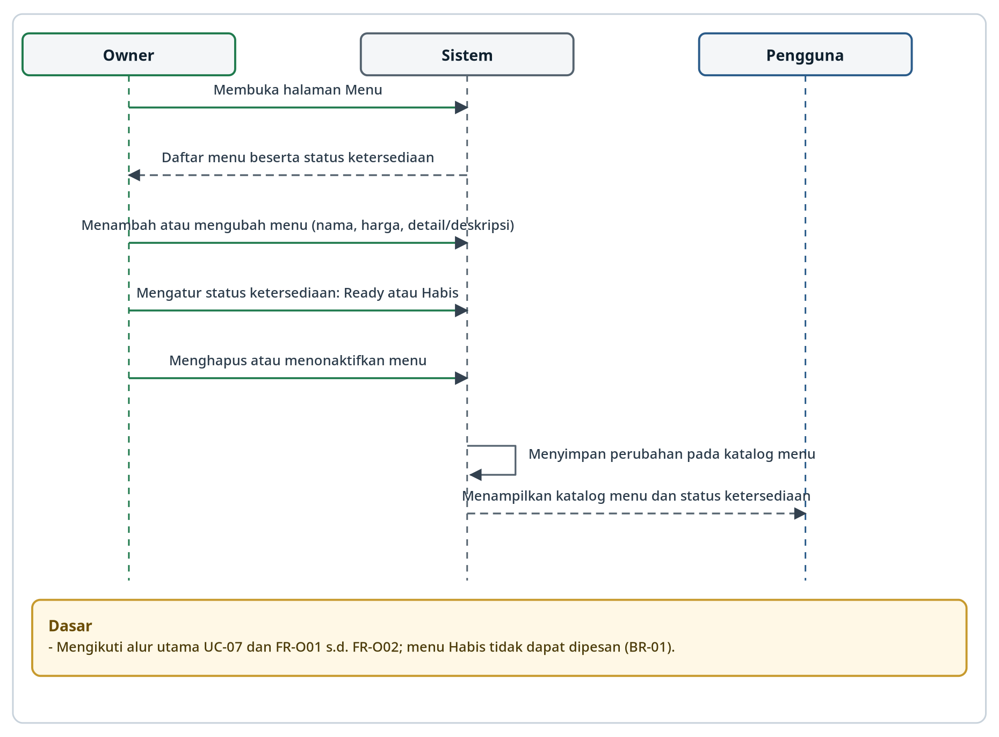 Owner
Sistem
Pengguna
Membuka halaman Menu
Daftar menu beserta status ketersediaan
Menambah atau mengubah menu (nama, harga, detail/deskripsi)
Mengatur status ketersediaan: Ready atau Habis
Menghapus atau menonaktifkan menu
Menyimpan perubahan pada katalog menu
Menampilkan katalog menu dan status ketersediaan
Dasar
- Mengikuti alur utama UC-07 dan FR-O01 s.d. FR-O02; menu Habis tidak dapat dipesan (BR-01).